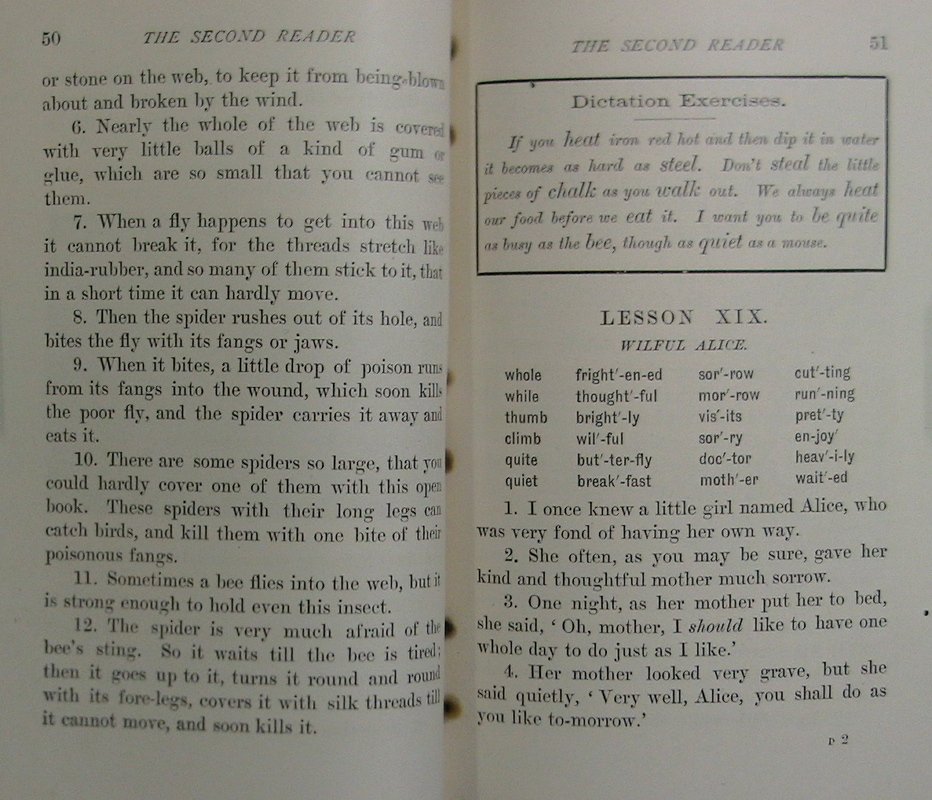 50 THE SECOND READER
or stone on the web, to keep it from being blown
about and broken by the wind.
6. Nearly the whole of the web is covered
with very little balls of a kind of gum or
glue, which are so small that you cannot see
them.
7. When a fly happens to get into this web
it cannot break it, for the threads stretch like
india-rubber, and so many of them stick to it, that
in a short time it can hardly move.
8. Then the spider rushes out of its hole, and
bites the fly with its fangs or jaws.
9. When it bites, a little drop of poison runs
from its fangs into the wound, which soon kills
the poor fly, and the spider carries it away and
eats it.
10. There are some spiders so large, that you
could hardly cover one of them with this open
book. These spiders with their long legs can
catch birds, and kill them with one bite of their
poisonous fangs.
11. Sometimes a bee flies into the web, but it
is strong enough to hold even this insect.
12. The spider is very much afraid of the
bee's sting. So it waits till the bee is tired;
then it goes up to it, turns it round and round
with its fore-legs, covers it with silk threads till
it cannot move, and soon kills it.
THE SECOND READER 51
Dictation Exercises.
If you heat iron red hot and then dip it in water
it becomes as hard as steel. Don't steal the little
pieces of chalk as you walk out. We always heat
our food before we eat it. I want you to be quite
as busy as the bee, though as quiet as a mouse.
LESSON XIX.
WILFUL ALICE.
whole fright'-en-ed sor'-row cut'-ting
while thought'-ful mor'-row run'-ning
thumb bright'-ly vis'-its pret'-ty
climb wil'-ful sor'-ry en-joy'
quite but'-ter-fly doc'-tor heav'-i-ly
quiet break'-fast moth'-er wait'-ed
1. I once knew a little girl named Alice, who
was very fond of having her own way.
2. She often, as you may be sure, gave her
kind and thoughtful mother much sorrow.
3. One night, as her mother put her to bed,
she said, ‘Oh, mother, I should like to have one
whole day to do just as I like.’
4. Her mother looked very grave, but she
said quietly, ‘Very well, Alice, you shall do as
you like to-morrow.’
D 2